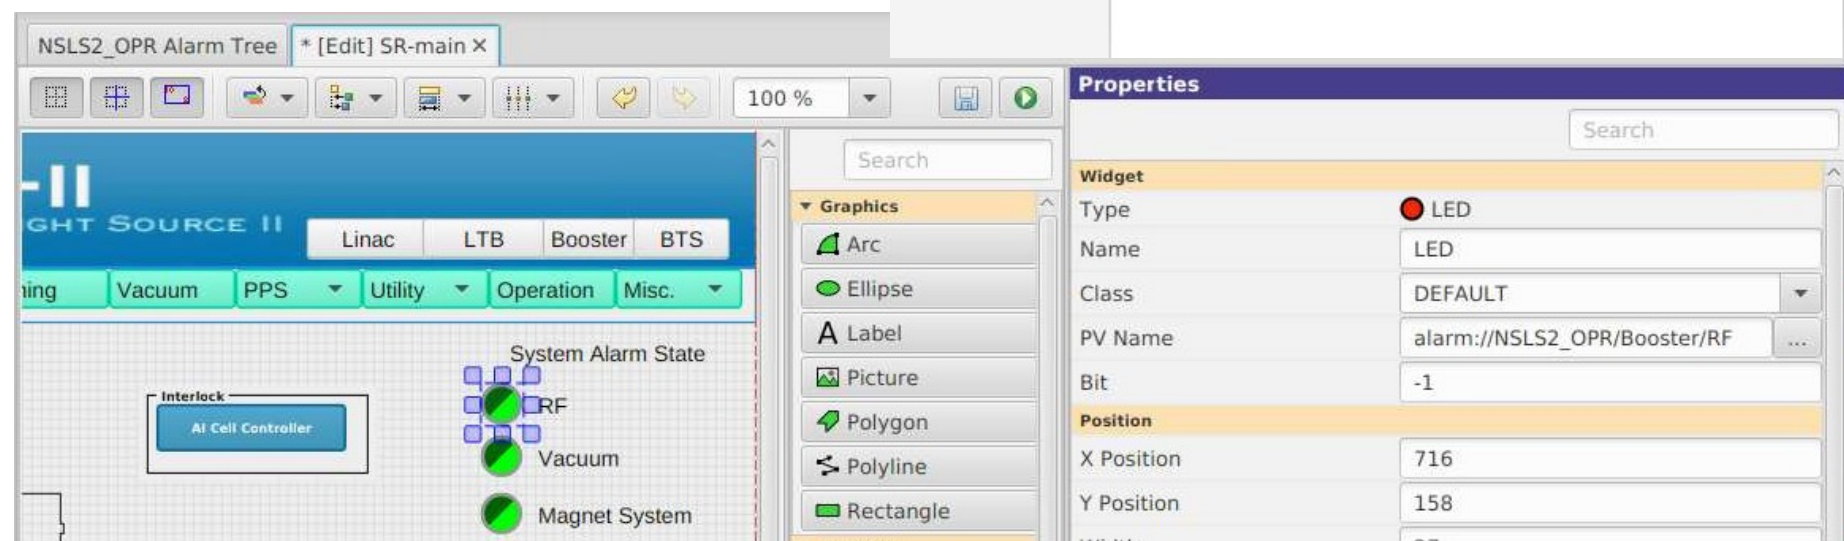 NSLS2_OPR Alarm Tree
* [Edit] SR-main ×
100 %
Properties
Search
Search
-II
GHT SOURCE II
Linac
LTB
Booster
BTS
ning
Vacuum
PPS
Utility
Operation
Misc.
System Alarm State
Interlock
AI Cell Controller
RF
Vacuum
Magnet System
Graphics
Arc
Ellipse
A Label
Picture
Polygon
Polyline
Rectangle
Widget
Type
LED
Name
LED
Class
DEFAULT
PV Name
alarm://NSLS2_OPR/Booster/RF
...
Bit
-1
Position
X Position
716
Y Position
158